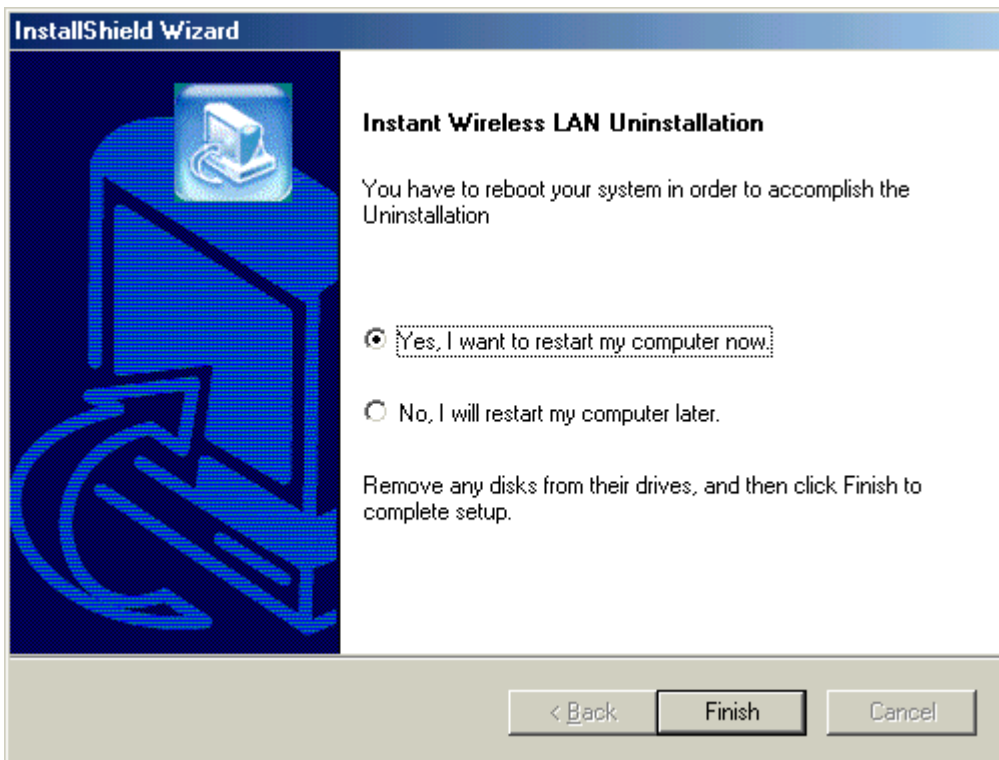 InstallShield Wizard
Instant Wireless LAN Uninstallation
You have to reboot your system in order to accomplish the
Uninstallation
Yes, I want to restart my computer now.
No, I will restart my computer later.
Remove any disks from their drives, and then click Finish to
complete setup.
< Back Finish Cancel